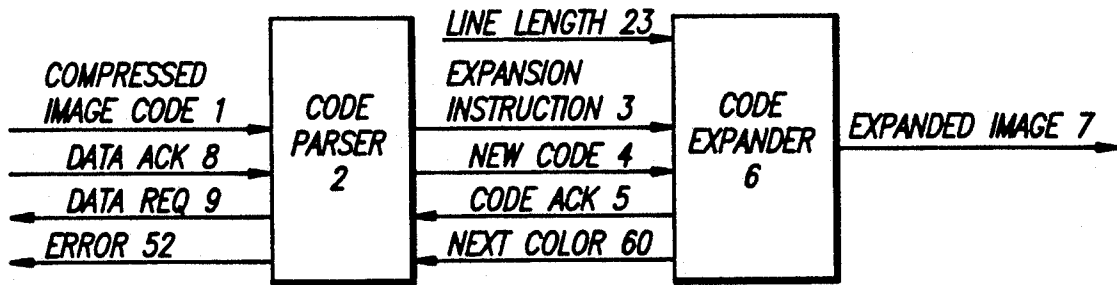 COMPRESSED
IMAGE CODE 1
DATA ACK 8
DATA REQ 9
ERROR 52
CODE
PARSER
2
LINE LENGTH 23
EXPANSION
INSTRUCTION 3
NEW CODE 4
CODE ACK 5
NEXT COLOR 60
CODE
EXPANDER
6
EXPANDED IMAGE 7